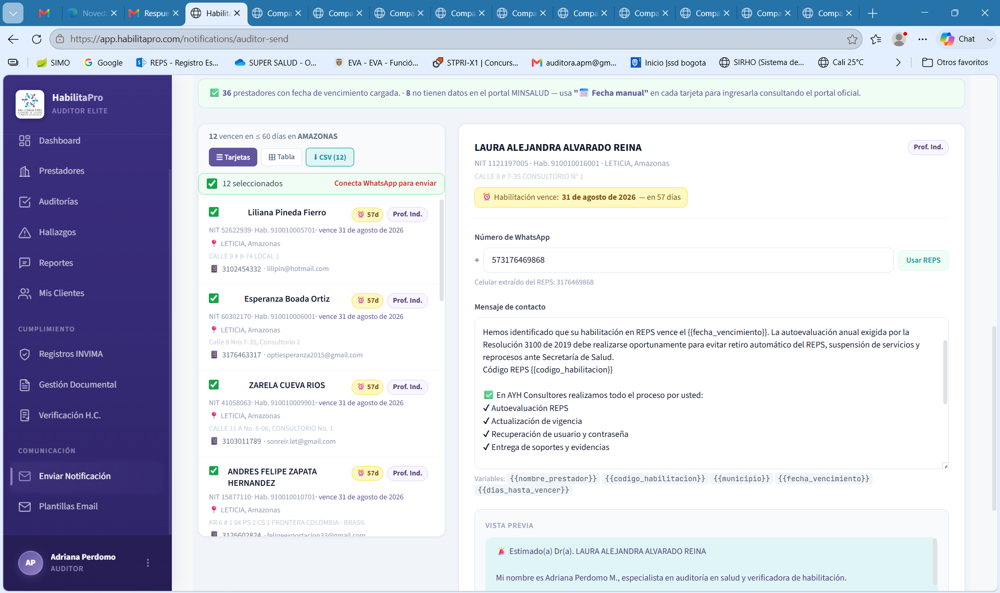 Noved
Respue
Habilita
Compa
Compa
Compa
Compa
Compa
Compa
Compa
Compa
Compa
Compa
https://app.habilitapro.com/notifications/auditor-send
Chat
SIMO
Google
REPS - Registro Es...
SUPER SALUD - O...
EVA - EVA - Funció...
STPRI-X1 | Concurs...
auditora.apm@gm...
Inicio |ssd bogota
SIRHO (Sistema de...
Cali 25°C
Otros favoritos
HabilitaPro
AUDITOR ELITE
Dashboard
Prestadores
Auditorías
Hallazgos
Reportes
Mis Clientes
CUMPLIMIENTO
Registros INVIMA
Gestión Documental
Verificación H.C.
COMUNICACIÓN
Enviar Notificación
Plantillas Email
AP
Adriana Perdomo
AUDITOR
✅ 36 prestadores con fecha de vencimiento cargada. · 8 no tienen datos en el portal MINSALUD — usa "🗓 Fecha manual" en cada tarjeta para ingresarla consultando el portal oficial.
12 vencen en ≤ 60 días en AMAZONAS
☰ Tarjetas
Tabla
⬇ CSV (12)
12 seleccionados
Conecta WhatsApp para enviar
Liliana Pineda Fierro
⏰ 57d
Prof. Ind.
NIT 52622939· Hab. 910010005701· vence 31 de agosto de 2026
📍 LETICIA, Amazonas
CALLE 9 # 8-74 LOCAL 1
3102454332 · lilipin@hotmail.com
Esperanza Boada Ortiz
⏰ 57d
Prof. Ind.
NIT 60302170· Hab. 910010006001· vence 31 de agosto de 2026
📍 LETICIA, Amazonas
Calle 8 Nro 7-35, Consultorio 2
3176463317 · optiesperanza2015@gmail.com
ZARELA CUEVA RIOS
⏰ 57d
Prof. Ind.
NIT 41058063· Hab. 910010009901· vence 31 de agosto de 2026
📍 LETICIA, Amazonas
CALLE 11 A No. 6-06, CONSULTORIO No. 1
3103011789 · sonreir.let@gmail.com
ANDRES FELIPE ZAPATA
HERNANDEZ
⏰ 57d
Prof. Ind.
NIT 15877110· Hab. 910010010701· vence 31 de agosto de 2026
📍 LETICIA, Amazonas
KR 6 # 1 04 PS 2 CS 1 FRONTERA COLOMBIA - BRASIL
3126602824 · felipeexportacion33@gmail.com
LAURA ALEJANDRA ALVARADO REINA
Prof. Ind.
NIT 1121197005 · Hab. 910010016001 · LETICIA, Amazonas
CALLE 8 # 7-35 CONSULTORIO N° 1
⏰ Habilitación vence: 31 de agosto de 2026 — en 57 días
Número de WhatsApp
+
573176469868
Usar REPS
Celular extraído del REPS: 3176469868
Mensaje de contacto
Hemos identificado que su habilitación en REPS vence el {{fecha_vencimiento}}. La autoevaluación anual exigida por la
Resolución 3100 de 2019 debe realizarse oportunamente para evitar retiro automático del REPS, suspensión de servicios y
reprocesos ante Secretaría de Salud.
Código REPS {{codigo_habilitacion}}
✅ En AYH Consultores realizamos todo el proceso por usted:
✔ Autoevaluación REPS
✔ Actualización de vigencia
✔ Recuperación de usuario y contraseña
✔ Entrega de soportes y evidencias
Variables: {{nombre_prestador}} {{codigo_habilitacion}} {{municipio}} {{fecha_vencimiento}}
{{dias_hasta_vencer}}
VISTA PREVIA
🚨 Estimado(a) Dr(a). LAURA ALEJANDRA ALVARADO REINA
Mi nombre es Adriana Perdomo M., especialista en auditoría en salud y verificadora de habilitación.